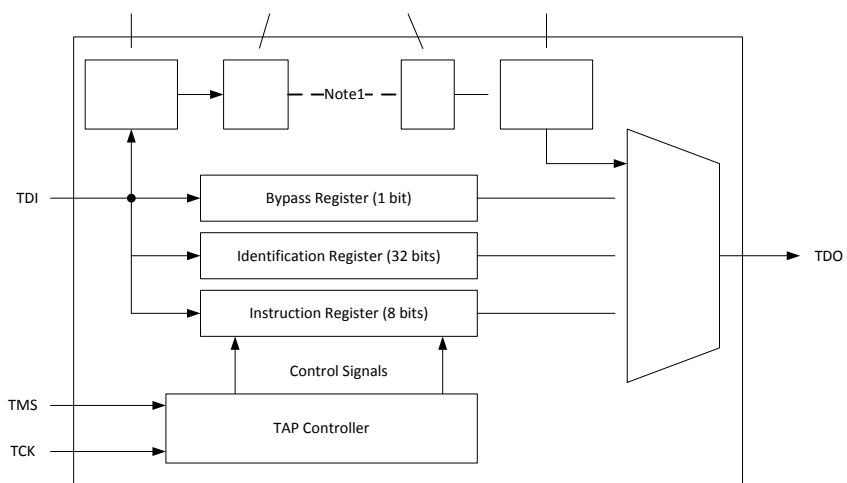 Note1
TDI
Bypass Register (1 bit)
Identification Register (32 bits)
TDO
Instruction Register (8 bits)
Control Signals
TMS
TAP Controller
TCK